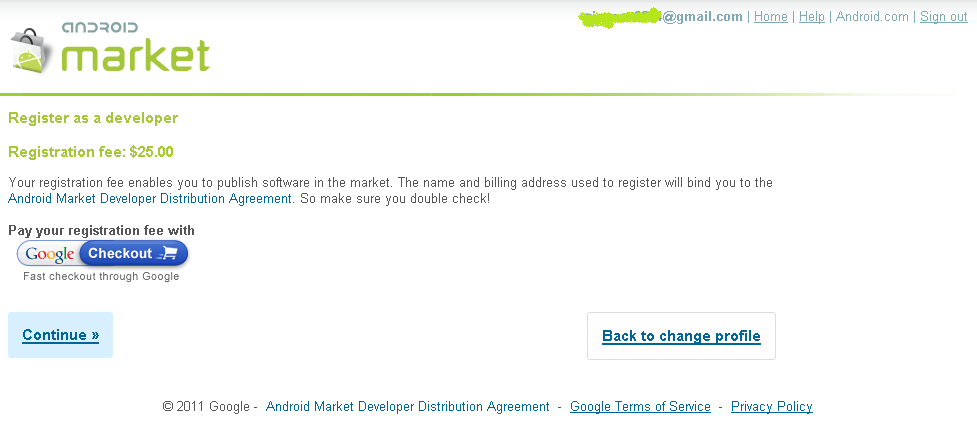 @gmail.com | Home | Help | Android.com | Sign out
ANDROID
market
Register as a developer
Registration fee: $25.00
Your registration fee enables you to publish software in the market. The name and billing address used to register will bind you to the
Android Market Developer Distribution Agreement. So make sure you double check!
Pay your registration fee with
Google Checkout
Fast checkout through Google
Continue »
Back to change profile
© 2011 Google - Android Market Developer Distribution Agreement - Google Terms of Service - Privacy Policy